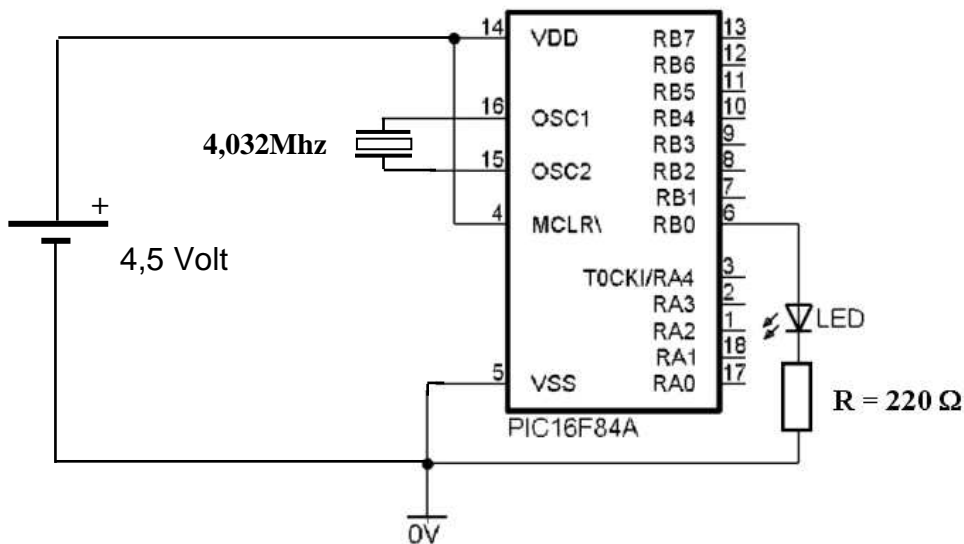 14 VDD RB7 13
RB6 12
RB5 11
16 OSC1 RB4 10
4,032Mhz RB3 9
15 OSC2 RB2 8
RB1 7
4 MCLR\ RB0 6
+
4,5 Volt
T0CKI/RA4 3
RA3 2
RA2 1 LED
RA1 18
5 VSS RA0 17
R = 220 Ω
PIC16F84A
0V